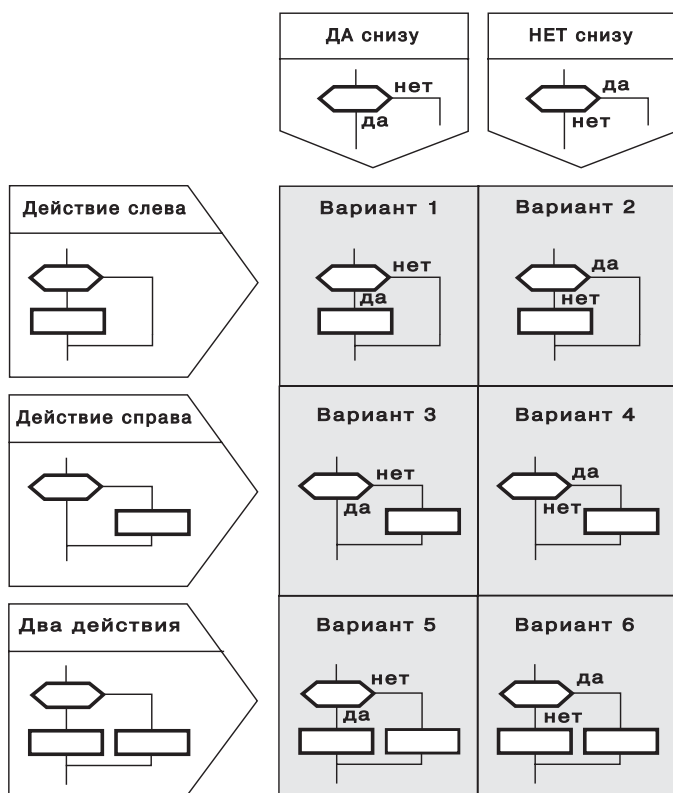 ДА снизу
НЕТ снизу
нет
да
да
нет
Действие слева
Вариант 1
Вариант 2
нет
да
да
нет
Действие справа
Вариант 3
Вариант 4
нет
да
да
нет
Два действия
Вариант 5
Вариант 6
нет
да
да
нет